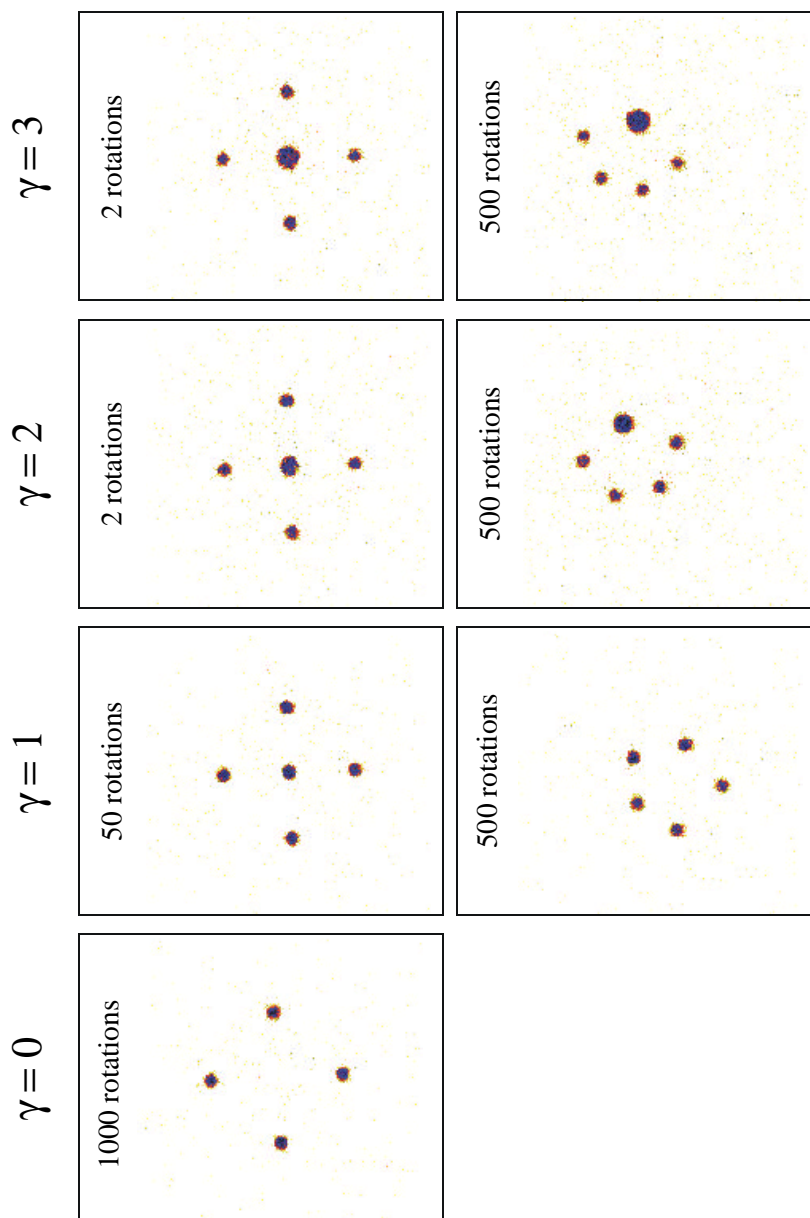 γ = 0
1000 rotations
γ = 1
50 rotations
500 rotations
γ = 2
2 rotations
500 rotations
γ = 3
2 rotations
500 rotations